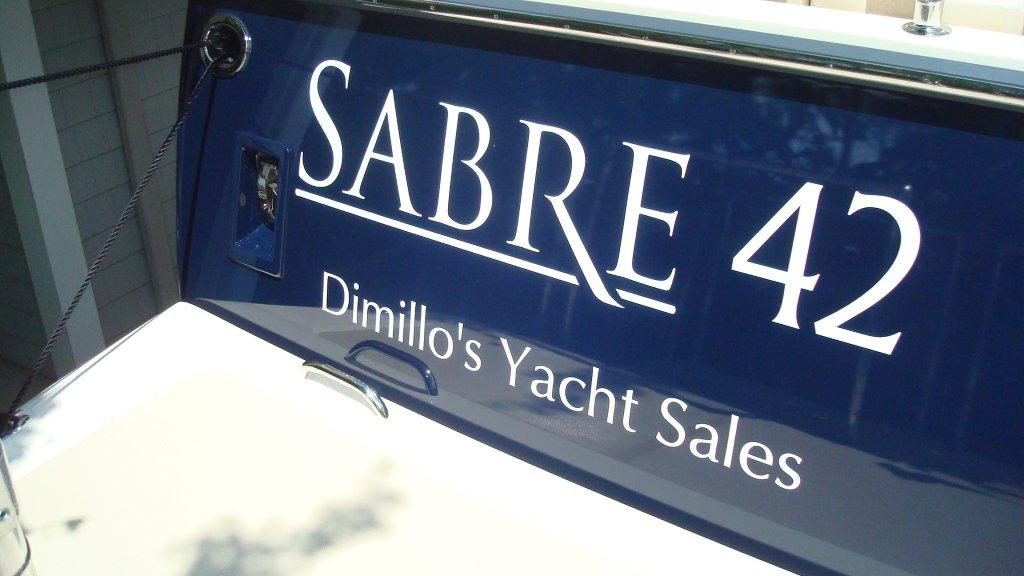 SABRE 42
Dimillo's Yacht Sales